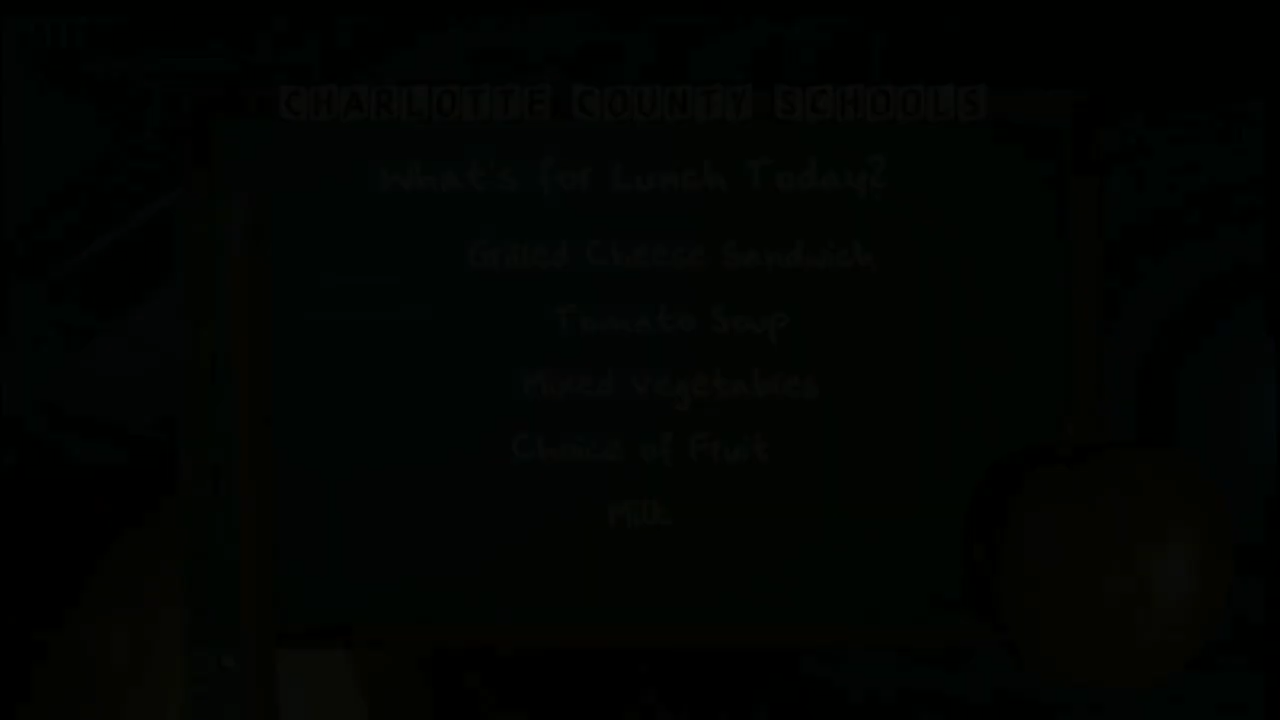 CHARLOTTE COUNTY SCHOOLS
What's for Lunch Today?
Grilled Cheese Sandwich
Tomato Soup
Mixed Vegetables
Choice of Fruit
Milk